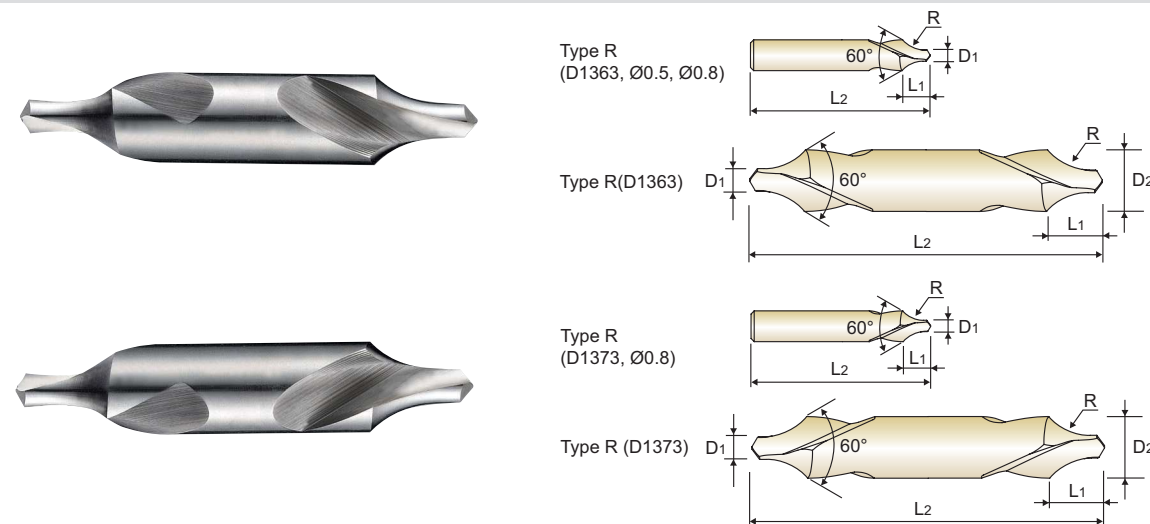 Type R
(D1363, Ø0.5, Ø0.8)
R
60°
D1
L1
L2
Type R(D1363)
D1
60°
R
D2
L1
L2
Type R
(D1373, Ø0.8)
R
60°
D1
L1
L2
Type R (D1373)
D1
60°
R
D2
L1
L2